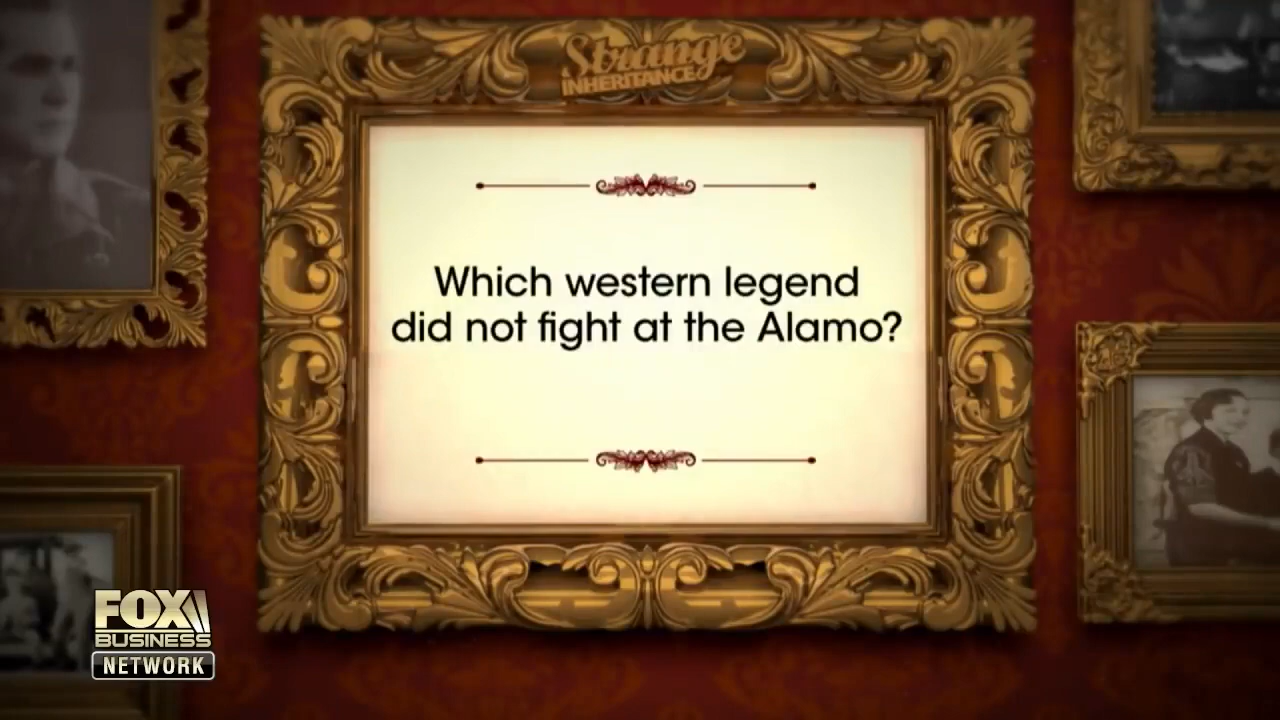 Strange
INHERITANCE
Which western legend
did not fight at the Alamo?
FOX
BUSINESS
NETWORK